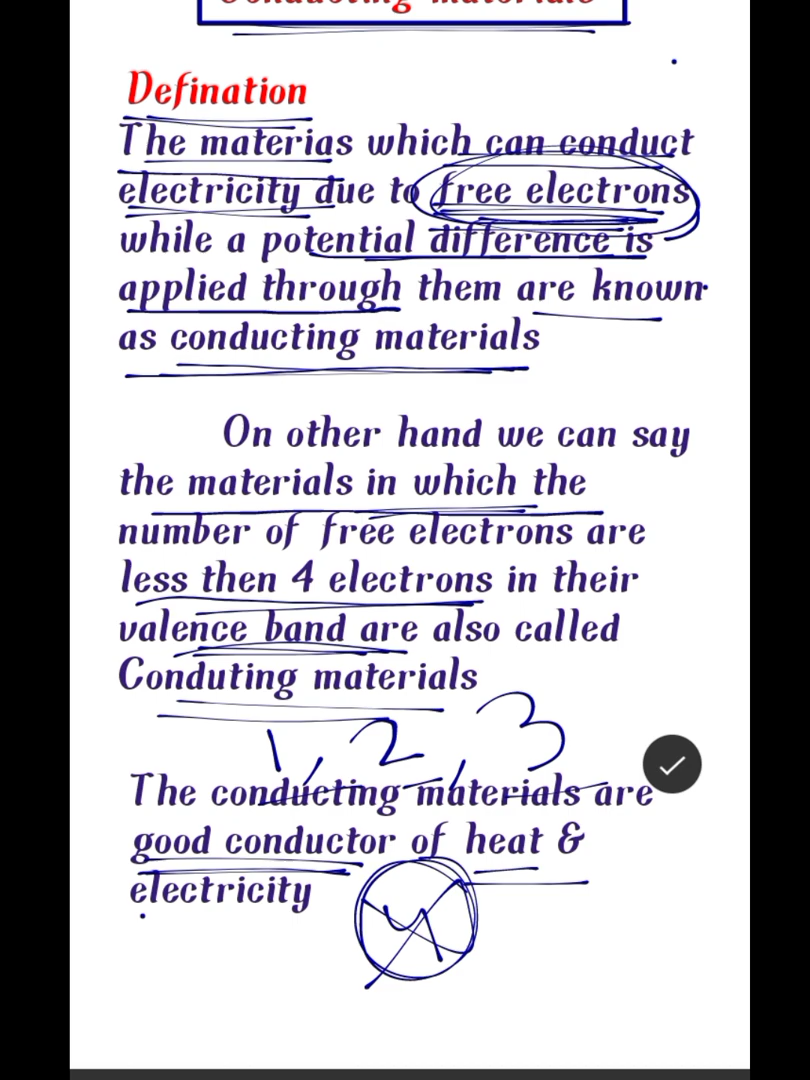 Conducting materials
Defination
The materias which can conduct
electricity due to free electrons
while a potential difference is
applied through them are known
as conducting materials
On other hand we can say
the materials in which the
number of free electrons are
less then 4 electrons in their
valence band are also called
Conduting materials
1, 2, 3
The conducting materials are
good conductor of heat &
electricity
4